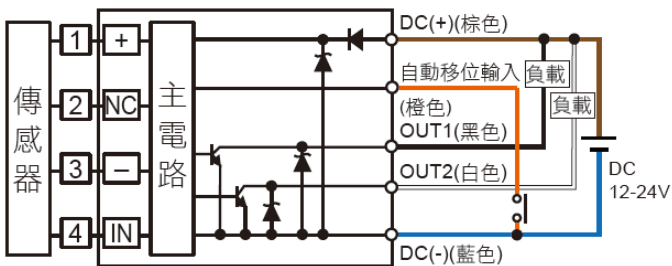 傳感器
1
2
3
4
+
NC
−
IN
主電路
DC(+)(棕色)
自動移位輸入
(橙色)
OUT1(黑色)
OUT2(白色)
DC(-)(藍色)
負載
負載
DC
12-24V